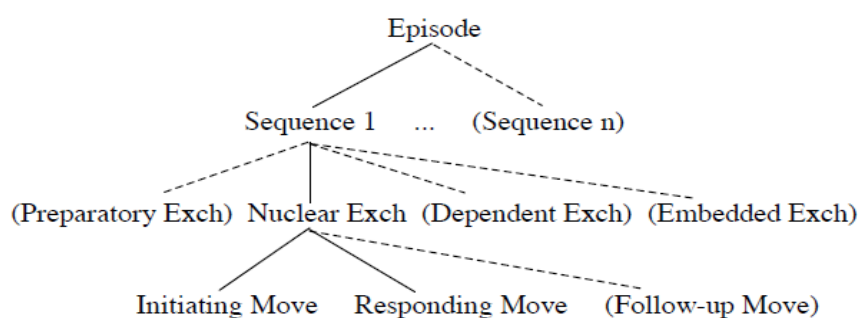 Episode
Sequence 1 ... (Sequence n)
(Preparatory Exch) Nuclear Exch (Dependent Exch) (Embedded Exch)
Initiating Move Responding Move (Follow-up Move)